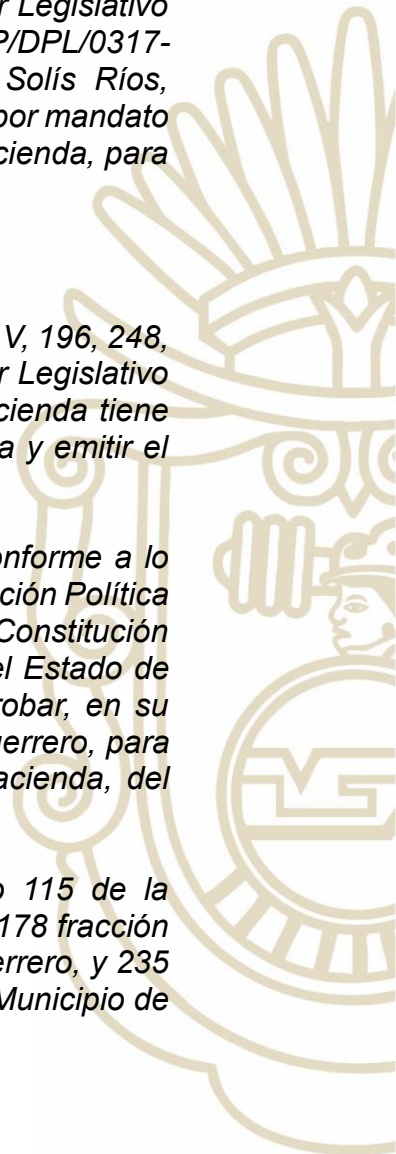 r Legislativo
P/DPL/0317-
Solís Ríos,
por mandato
cienda, para
V, 196, 248,
r Legislativo
cienda tiene
a y emitir el
onforme a lo
ción Política
Constitución
el Estado de
robar, en su
uerrero, para
acienda, del
o 115 de la
178 fracción
errero, y 235
Municipio de